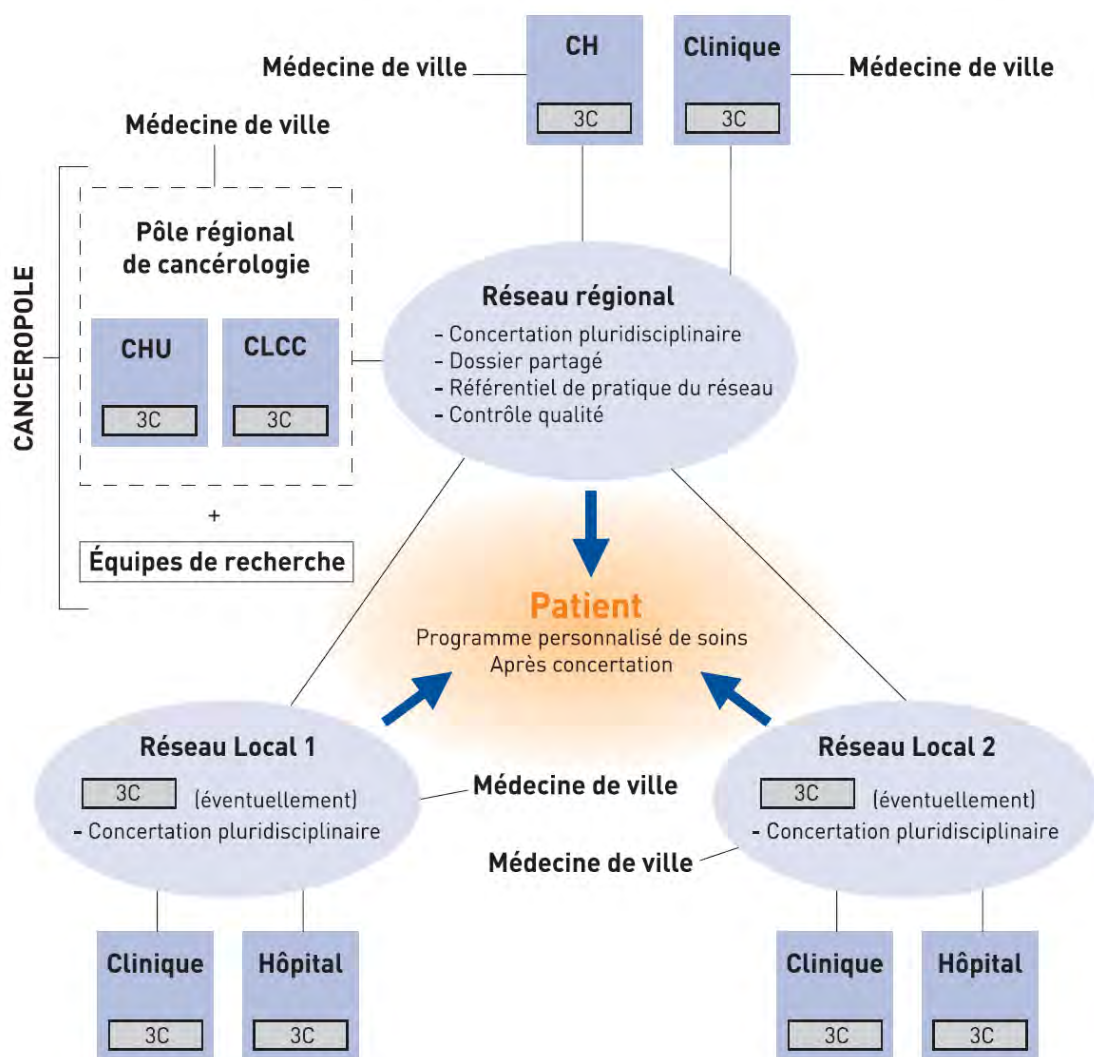 CH
Clinique
Médecine de ville
Médecine de ville
3C
3C
Médecine de ville
CANCEROPOLE
Pôle régional
de cancérologie
CHU
CLCC
3C
3C
+
Équipes de recherche
Réseau régional
- Concertation pluridisciplinaire
- Dossier partagé
- Référentiel de pratique du réseau
- Contrôle qualité
Patient
Programme personnalisé de soins
Après concertation
Réseau Local 1
3C (éventuellement)
- Concertation pluridisciplinaire
Médecine de ville
Réseau Local 2
3C (éventuellement)
- Concertation pluridisciplinaire
Médecine de ville
Clinique
Hôpital
3C
3C
Clinique
Hôpital
3C
3C